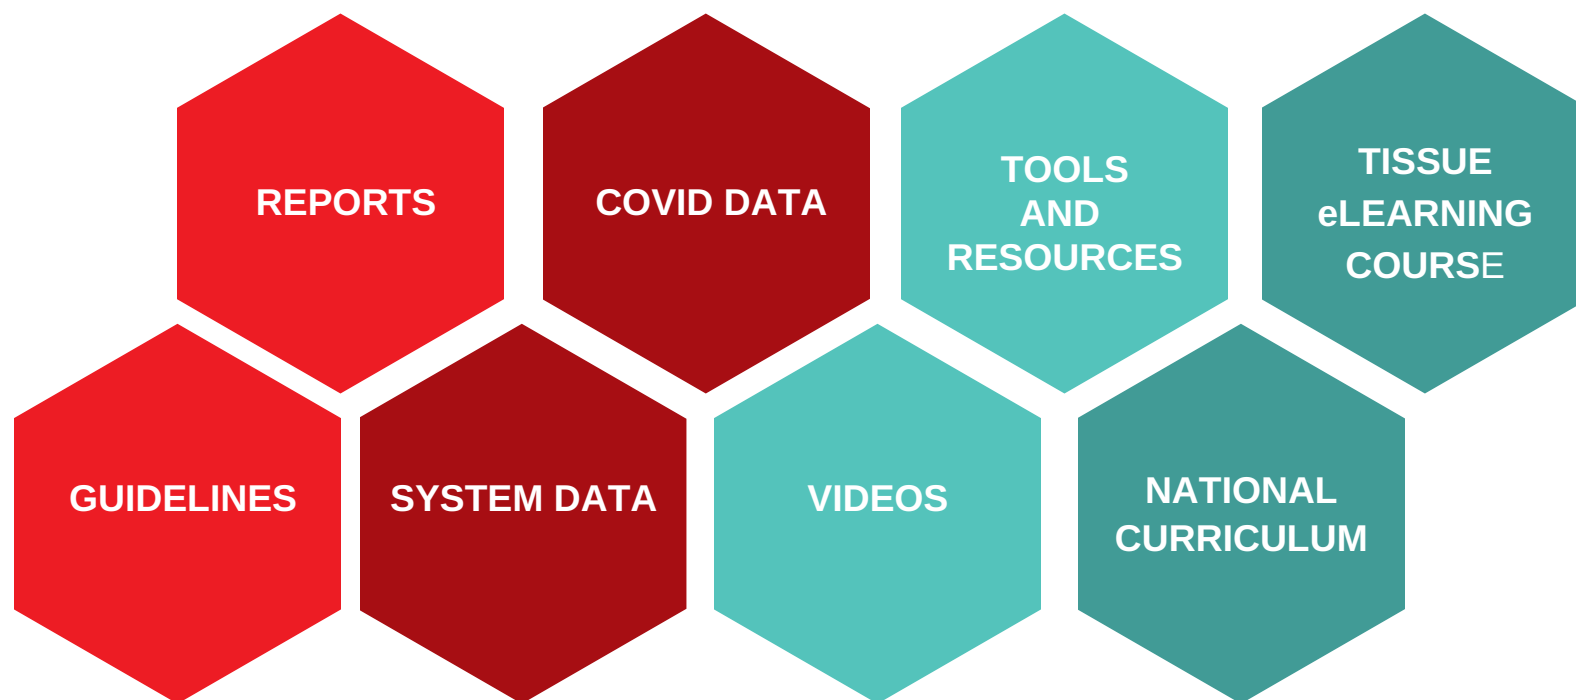 REPORTS
COVID DATA
TOOLS
AND
RESOURCES
TISSUE
eLEARNING
COURSE
GUIDELINES
SYSTEM DATA
VIDEOS
NATIONAL
CURRICULUM